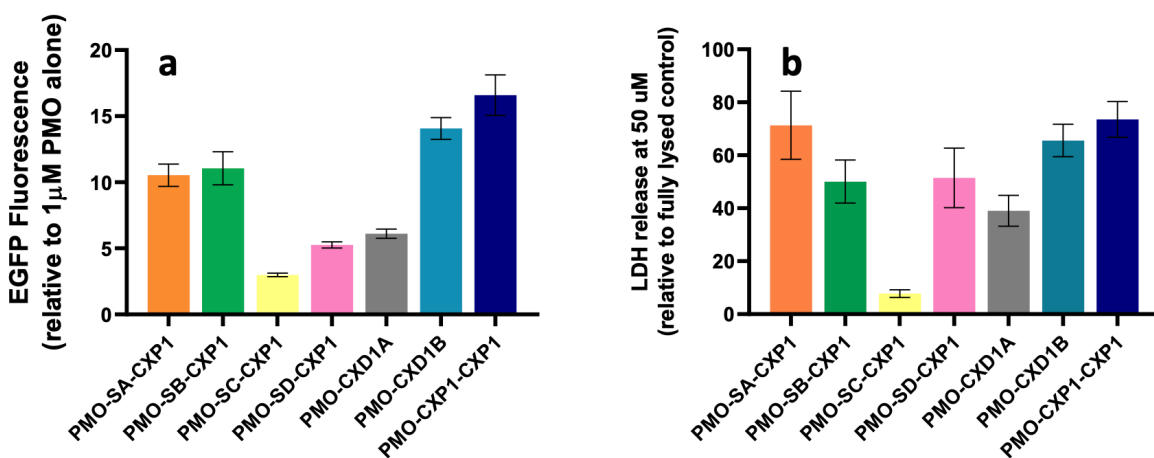 a
EGFP Fluorescence
(relative to 1μM PMO alone)
20
15
10
5
0
PMO-SA-CXP1
PMO-SB-CXP1
PMO-SC-CXP1
PMO-SD-CXP1
PMO-CXD1A
PMO-CXD1B
PMO-CXP1-CXP1
b
LDH release at 50 uM
(relative to fully lysed control)
100
80
60
40
20
0
PMO-SA-CXP1
PMO-SB-CXP1
PMO-SC-CXP1
PMO-SD-CXP1
PMO-CXD1A
PMO-CXD1B
PMO-CXP1-CXP1